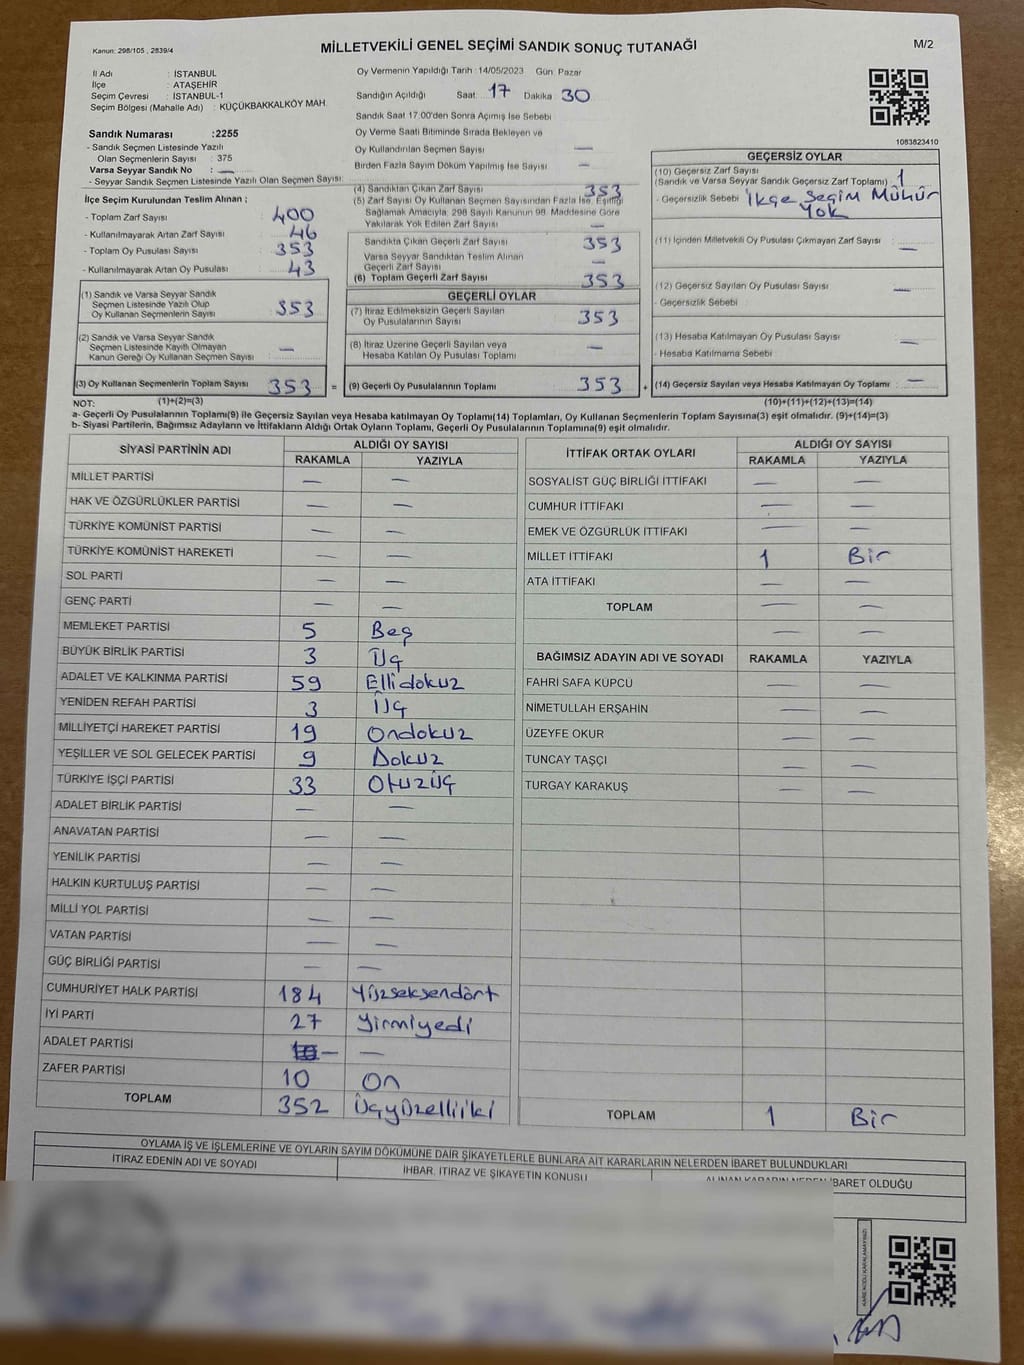 Kanun: 298/105 , 2839/4
MİLLETVEKİLİ GENEL SEÇİMİ SANDIK SONUÇ TUTANAĞI
M/2
İl Adı : İSTANBUL
İlçe : ATAŞEHİR
Seçim Çevresi : İSTANBUL-1
Seçim Bölgesi (Mahalle Adı) : KÜÇÜKBAKKALKÖY MAH.
Sandık Numarası :2255
- Sandık Seçmen Listesinde Yazılı
Olan Seçmenlerin Sayısı : 375
Varsa Seyyar Sandık No : —
- Seyyar Sandık Seçmen Listesinde Yazılı Olan Seçmen Sayısı:
İlçe Seçim Kurulundan Teslim Alınan ;
- Toplam Zarf Sayısı : 400
- Kullanılmayarak Artan Zarf Sayısı : 46
- Toplam Oy Pusulası Sayısı : 353
- Kullanılmayarak Artan Oy Pusulası : 43
(1) Sandık ve Varsa Seyyar Sandık
Seçmen Listesinde Yazılı Olup
Oy Kullanan Seçmenlerin Sayısı : 353
(2) Sandık ve Varsa Seyyar Sandık
Seçmen Listesinde Kayıtlı Olmayan
Kanun Gereği Oy Kullanan Seçmen Sayısı : —
(3) Oy Kullanan Seçmenlerin Toplam Sayısı 353 =
(1)+(2)=(3)
Oy Vermenin Yapıldığı Tarih :14/05/2023 Gün: Pazar
Sandığın Açıldığı Saat: 17 Dakika: 30
Sandık Saat 17.00'den Sonra Açılmış İse Sebebi
Oy Verme Saati Bitiminde Sırada Bekleyen ve
Oy Kullandırılan Seçmen Sayısı : —
Birden Fazla Sayım Döküm Yapılmış İse Sayısı : —
(4) Sandıktan Çıkan Zarf Sayısı : 353
(5) Zarf Sayısı Oy Kullanan Seçmen Sayısından Fazla İse, Eşitliği
Sağlamak Amacıyla, 298 Sayılı Kanunun 98. Maddesine Göre
Yakılarak Yok Edilen Zarf Sayısı : —
Sandıkta Çıkan Geçerli Zarf Sayısı : 353
Varsa Seyyar Sandıktan Teslim Alınan
Geçerli Zarf Sayısı : —
(6) Toplam Geçerli Zarf Sayısı : 353
GEÇERLİ OYLAR
(7) İtiraz Edilmeksizin Geçerli Sayılan
Oy Pusulalarının Sayısı : 353
(8) İtiraz Üzerine Geçerli Sayılan veya
Hesaba Katılan Oy Pusulası Toplamı : —
(9) Geçerli Oy Pusulalarının Toplamı : 353 +
1083823410
GEÇERSİZ OYLAR
(10) Geçersiz Zarf Sayısı
(Sandık ve Varsa Seyyar Sandık Geçersiz Zarf Toplamı) 1
- Geçersizlik Sebebi : İkçe Seçim Mühür
Yok
(11) İçinden Milletvekili Oy Pusulası Çıkmayan Zarf Sayısı : —
(12) Geçersiz Sayılan Oy Pusulası Sayısı : —
- Geçersizlik Sebebi :
(13) Hesaba Katılmayan Oy Pusulası Sayısı : —
- Hesaba Katılmama Sebebi :
(14) Geçersiz Sayılan veya Hesaba Katılmayan Oy Toplamı : —
(10)+(11)+(12)+(13)=(14)
NOT:
a- Geçerli Oy Pusulalarının Toplamı(9) ile Geçersiz Sayılan veya Hesaba katılmayan Oy Toplamı(14) Toplamları, Oy Kullanan Seçmenlerin Toplam Sayısına(3) eşit olmalıdır. (9)+(14)=(3)
b- Siyasi Partilerin, Bağımsız Adayların ve İttifakların Aldığı Ortak Oyların Toplamı, Geçerli Oy Pusulalarının Toplamına(9) eşit olmalıdır.
SİYASİ PARTİNİN ADI
ALDIĞI OY SAYISI
RAKAMLA YAZIYLA
MİLLET PARTİSİ — —
HAK VE ÖZGÜRLÜKLER PARTİSİ — —
TÜRKİYE KOMÜNİST PARTİSİ — —
TÜRKİYE KOMÜNİST HAREKETİ — —
SOL PARTİ — —
GENÇ PARTİ — —
MEMLEKET PARTİSİ 5 Beş
BÜYÜK BİRLİK PARTİSİ 3 Üç
ADALET VE KALKINMA PARTİSİ 59 Ellidokuz
YENİDEN REFAH PARTİSİ 3 Üç
MİLLİYETÇİ HAREKET PARTİSİ 19 Ondokuz
YEŞİLLER VE SOL GELECEK PARTİSİ 9 Dokuz
TÜRKİYE İŞÇİ PARTİSİ 33 Otuzüç
ADALET BİRLİK PARTİSİ — —
ANAVATAN PARTİSİ — —
YENİLİK PARTİSİ — —
HALKIN KURTULUŞ PARTİSİ — —
MİLLİ YOL PARTİSİ — —
VATAN PARTİSİ — —
GÜÇ BİRLİĞİ PARTİSİ — —
CUMHURİYET HALK PARTİSİ 184 Yüzseksendört
İYİ PARTİ 27 Yirmiyedi
ADALET PARTİSİ — —
ZAFER PARTİSİ 10 On
TOPLAM 352 Üçyüzelliiki
İTTİFAK ORTAK OYLARI
ALDIĞI OY SAYISI
RAKAMLA YAZIYLA
SOSYALİST GÜÇ BİRLİĞİ İTTİFAKI — —
CUMHUR İTTİFAKI — —
EMEK VE ÖZGÜRLÜK İTTİFAKI — —
MİLLET İTTİFAKI 1 Bir
ATA İTTİFAKI — —
TOPLAM — —
— —
BAĞIMSIZ ADAYIN ADI VE SOYADI RAKAMLA YAZIYLA
FAHRİ SAFA KÜPCÜ — —
NİMETULLAH ERŞAHİN — —
ÜZEYFE OKUR — —
TUNCAY TAŞÇI — —
TURGAY KARAKUŞ — —
TOPLAM 1 Bir
OYLAMA İŞ VE İŞLEMLERİNE VE OYLARIN SAYIM DÖKÜMÜNE DAİR ŞİKAYETLERLE BUNLARA AİT KARARLARIN NELERDEN İBARET BULUNDUKLARI
İTİRAZ EDENİN ADI VE SOYADI
İHBAR, İTİRAZ VE ŞİKAYETİN KONUSU
ALINAN KARARIN NEDEN İBARET OLDUĞU
KAREKODU KARALAMAYINIZ!